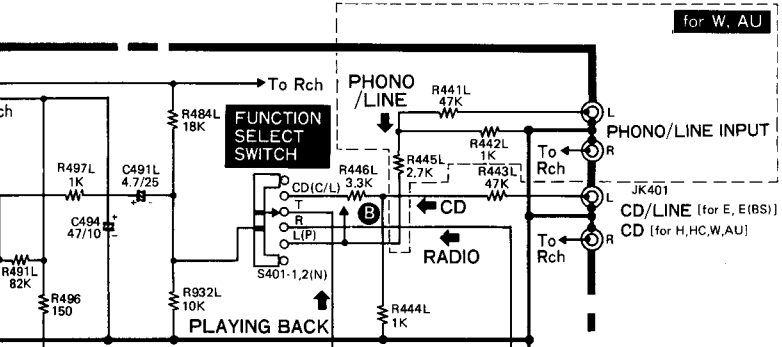 for W, AU
To Rch
PHONO
/LINE
R441L
47K
L
ch
R484L
18K
FUNCTION
SELECT
SWITCH
PHONO/LINE INPUT
R442L
1K
To
Rch
R
R497L
1K
C491L
4.7/25
R446L
3.3K
R445L
2.7K
R443L
47K
CD(C/L)
T
R
L(P)
B
CD
L
JK401
CD/LINE [for E, E(BS)]
CD [for H,HC,W,AU]
C494
47/10
+
−
+
RADIO
To
Rch
R
R491L
82K
S401-1,2(N)
R496
150
R932L
10K
PLAYING BACK
R444L
1K